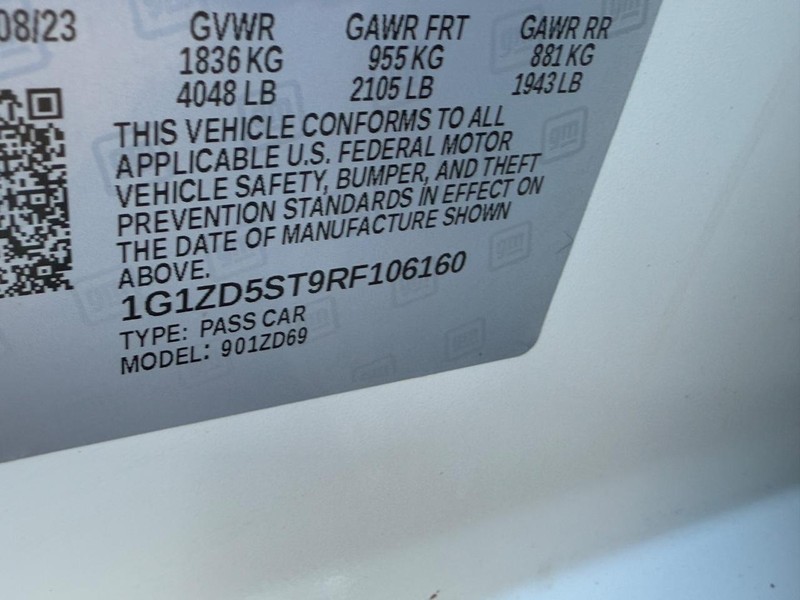 08/23 GVWR GAWR FRT GAWR RR
1836 KG 955 KG 881 KG
4048 LB 2105 LB 1943 LB
THIS VEHICLE CONFORMS TO ALL
APPLICABLE U.S. FEDERAL MOTOR
VEHICLE SAFETY, BUMPER, AND THEFT
PREVENTION STANDARDS IN EFFECT ON
THE DATE OF MANUFACTURE SHOWN
ABOVE.
1G1ZD5ST9RF106160
TYPE: PASS CAR
MODEL: 901ZD69
gm